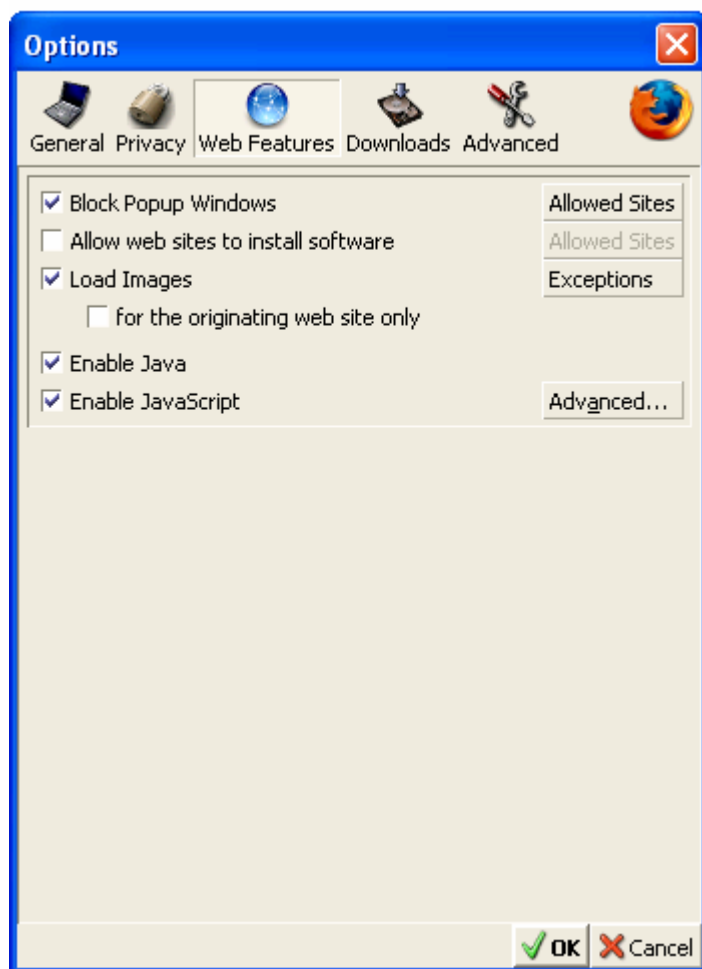 Options
General Privacy Web Features Downloads Advanced
Block Popup Windows Allowed Sites
Allow web sites to install software Allowed Sites
Load Images Exceptions
for the originating web site only
Enable Java
Enable JavaScript Advanced...
OK Cancel